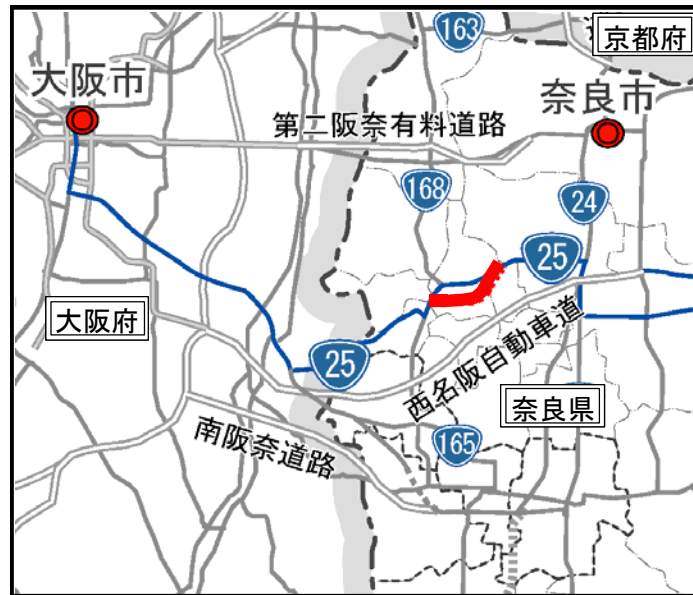 163
京都府
大阪市
奈良市
第二阪奈有料道路
168
24
25
大阪府
25
西名阪自動車道
奈良県
165
南阪奈道路